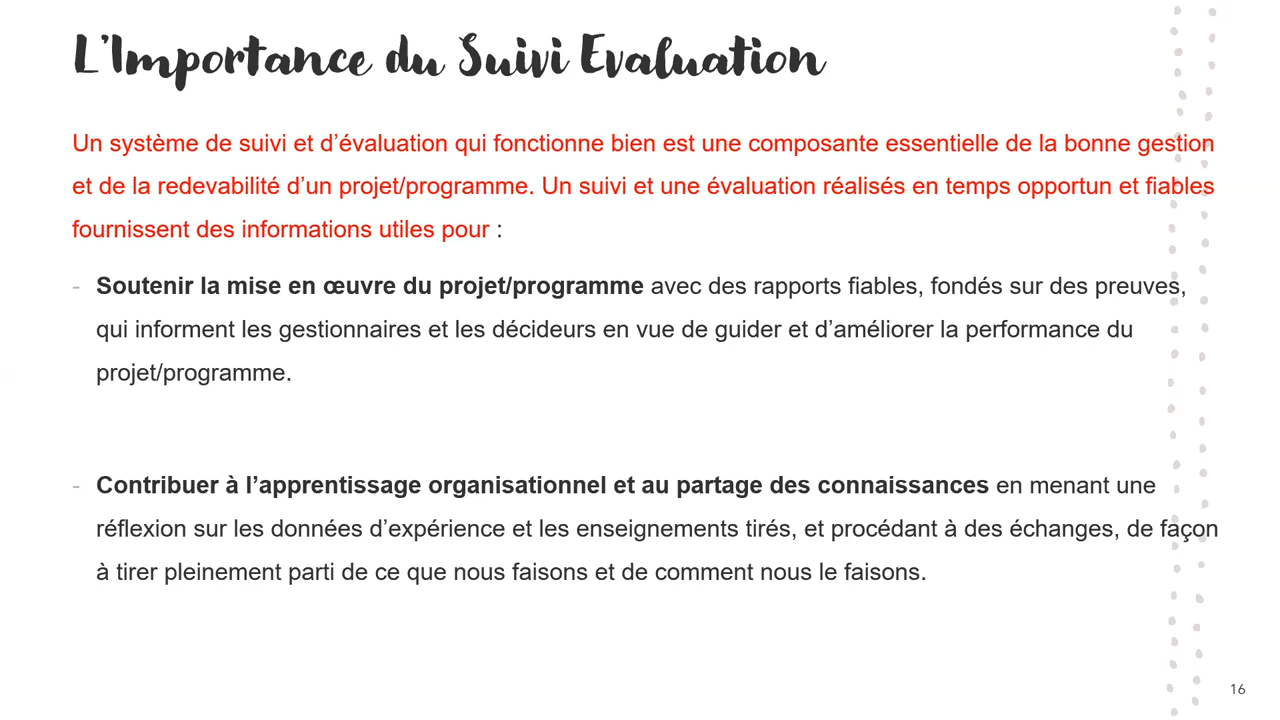 L'Importance du Suivi Evaluation
Un système de suivi et d'évaluation qui fonctionne bien est une composante essentielle de la bonne gestion
et de la redevabilité d'un projet/programme. Un suivi et une évaluation réalisés en temps opportun et fiables
fournissent des informations utiles pour :
- Soutenir la mise en œuvre du projet/programme avec des rapports fiables, fondés sur des preuves,
qui informent les gestionnaires et les décideurs en vue de guider et d'améliorer la performance du
projet/programme.
- Contribuer à l'apprentissage organisationnel et au partage des connaissances en menant une
réflexion sur les données d'expérience et les enseignements tirés, et procédant à des échanges, de façon
à tirer pleinement parti de ce que nous faisons et de comment nous le faisons.
16